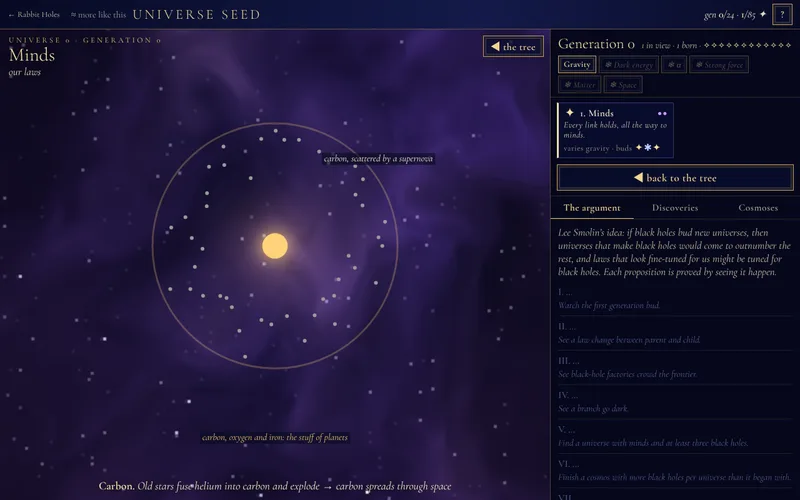 ← Rabbit Holes
≈ more like this
UNIVERSE SEED
gen 0/24 · 1/85 ✦
?
UNIVERSE 0 · GENERATION 0
Minds
our laws
◀ the tree
carbon, scattered by a supernova
carbon, oxygen and iron: the stuff of planets
Carbon. Old stars fuse helium into carbon and explode → carbon spreads through space
Generation 0
1 in view · 1 born ·
Gravity
Dark energy
α
Strong force
Matter
Space
1. Minds
Every link holds, all the way to
minds.
varies gravity · buds
◀ back to the tree
The argument
Discoveries
Cosmoses
Lee Smolin's idea: if black holes bud new universes, then
universes that make black holes would come to outnumber the
rest, and laws that look fine-tuned for us might be tuned for
black holes. Each proposition is proved by seeing it happen.
I. ...
Watch the first generation bud.
II. ...
See a law change between parent and child.
III. ...
See black-hole factories crowd the frontier.
IV. ...
See a branch go dark.
V. ...
Find a universe with minds and at least three black holes.
VI. ...
Finish a cosmos with more black holes per universe than it began with.
VII.